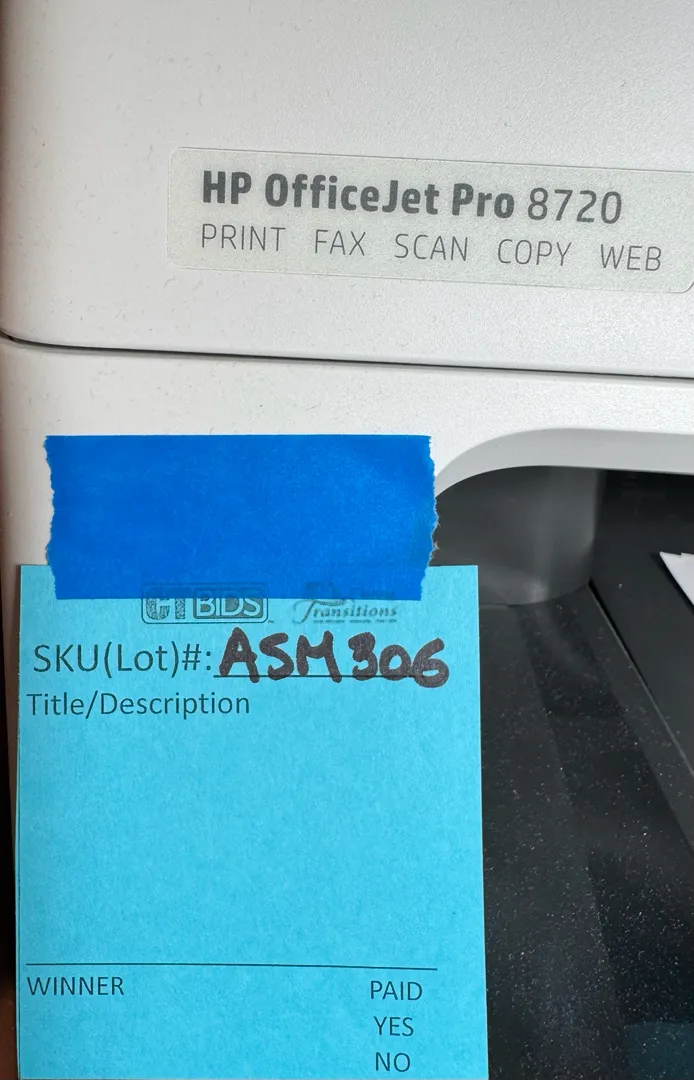 HP OfficeJet Pro 8720
PRINT FAX SCAN COPY WEB
BIDS Transitions
SKU(Lot)#: ASM306
Title/Description
WINNER PAID
YES
NO